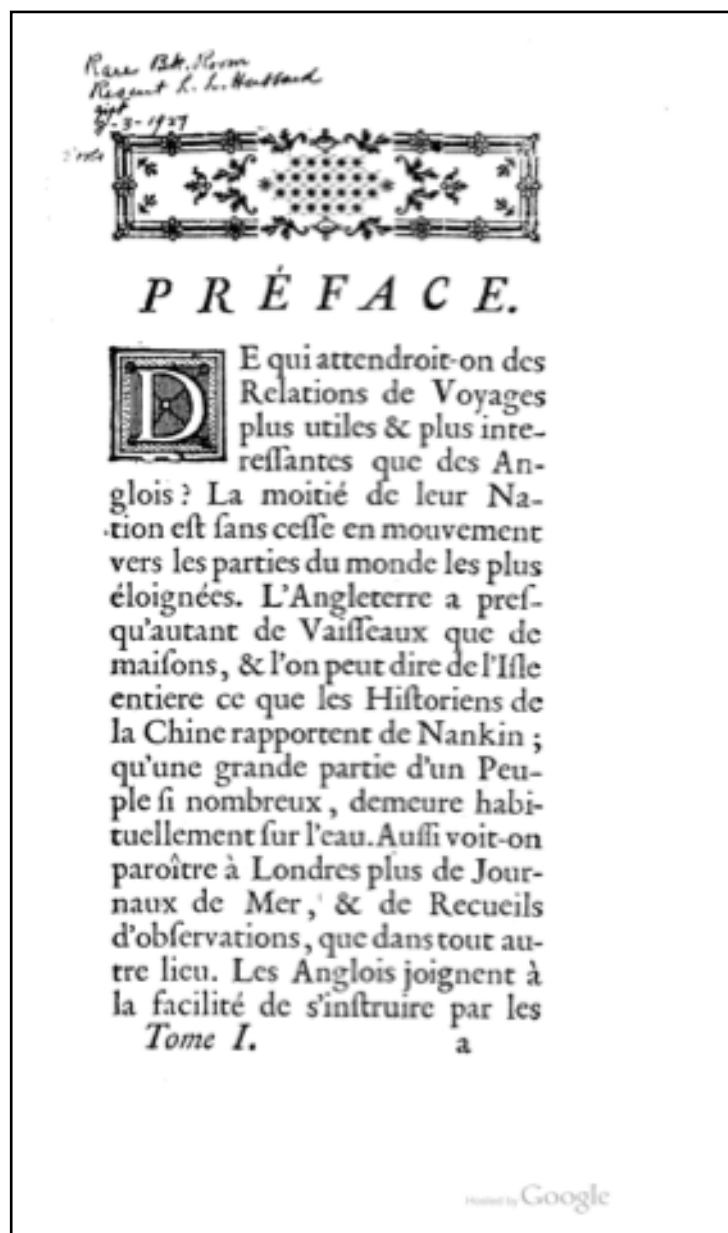 Rare Bk. Room
Regent L. L. Hubbard
gift
3-1927
PRÉFACE.
DE qui attendroit-on des
Relations de Voyages
plus utiles & plus inte-
reſſantes que des An-
glois ? La moitié de leur Na-
tion eſt ſans ceſſe en mouvement
vers les parties du monde les plus
éloignées. L'Angleterre a preſ-
qu'autant de Vaiſſeaux que de
maiſons, & l'on peut dire de l'Iſle
entiere ce que les Hiſtoriens de
la Chine rapportent de Nankin ;
qu'une grande partie d'un Peu-
ple ſi nombreux, demeure habi-
tuellement ſur l'eau. Auſſi voit-on
paroître à Londres plus de Jour-
naux de Mer, & de Recueils
d'obſervations, que dans tout au-
tre lieu. Les Anglois joignent à
la facilité de s'inſtruire par les
Tome I. a
Hosted by Google